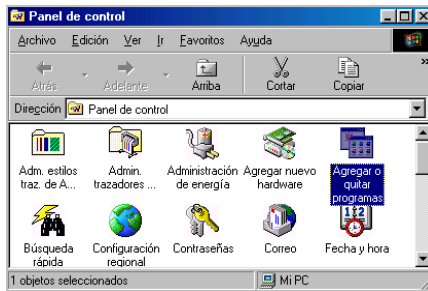 Panel de control
Archivo Edición Ver Ir Favoritos Ayuda
Atrás Adelante Arriba Cortar Copiar »
Dirección Panel de control
Adm. estilos Admin. Administración Agregar nuevo Agregar o
traz. de A... trazadores ... de energía hardware quitar
programas
Búsqueda Configuración Contraseñas Correo Fecha y hora
rápida regional
1 objetos seleccionados Mi PC